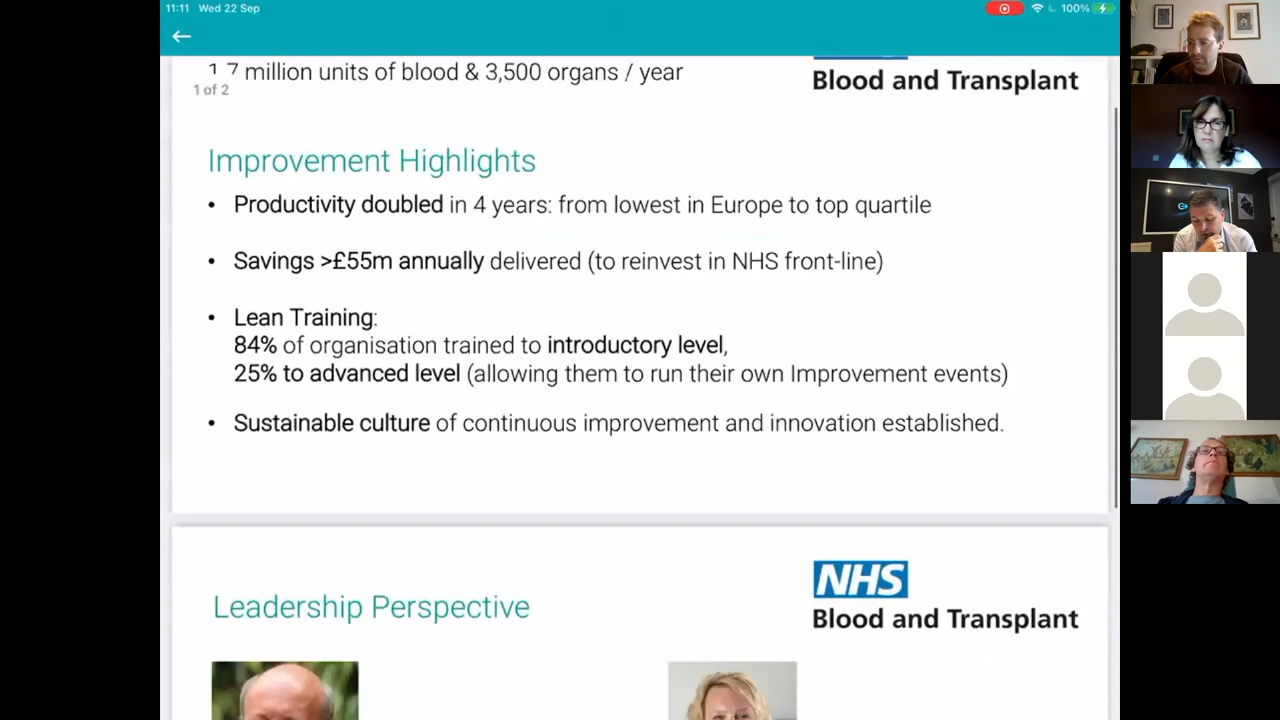 11:11 Wed 22 Sep
100%
1.7 million units of blood & 3,500 organs / year
1 of 2
Blood and Transplant
Improvement Highlights
• Productivity doubled in 4 years: from lowest in Europe to top quartile
• Savings >£55m annually delivered (to reinvest in NHS front-line)
• Lean Training:
84% of organisation trained to introductory level,
25% to advanced level (allowing them to run their own Improvement events)
• Sustainable culture of continuous improvement and innovation established.
NHS
Blood and Transplant
Leadership Perspective